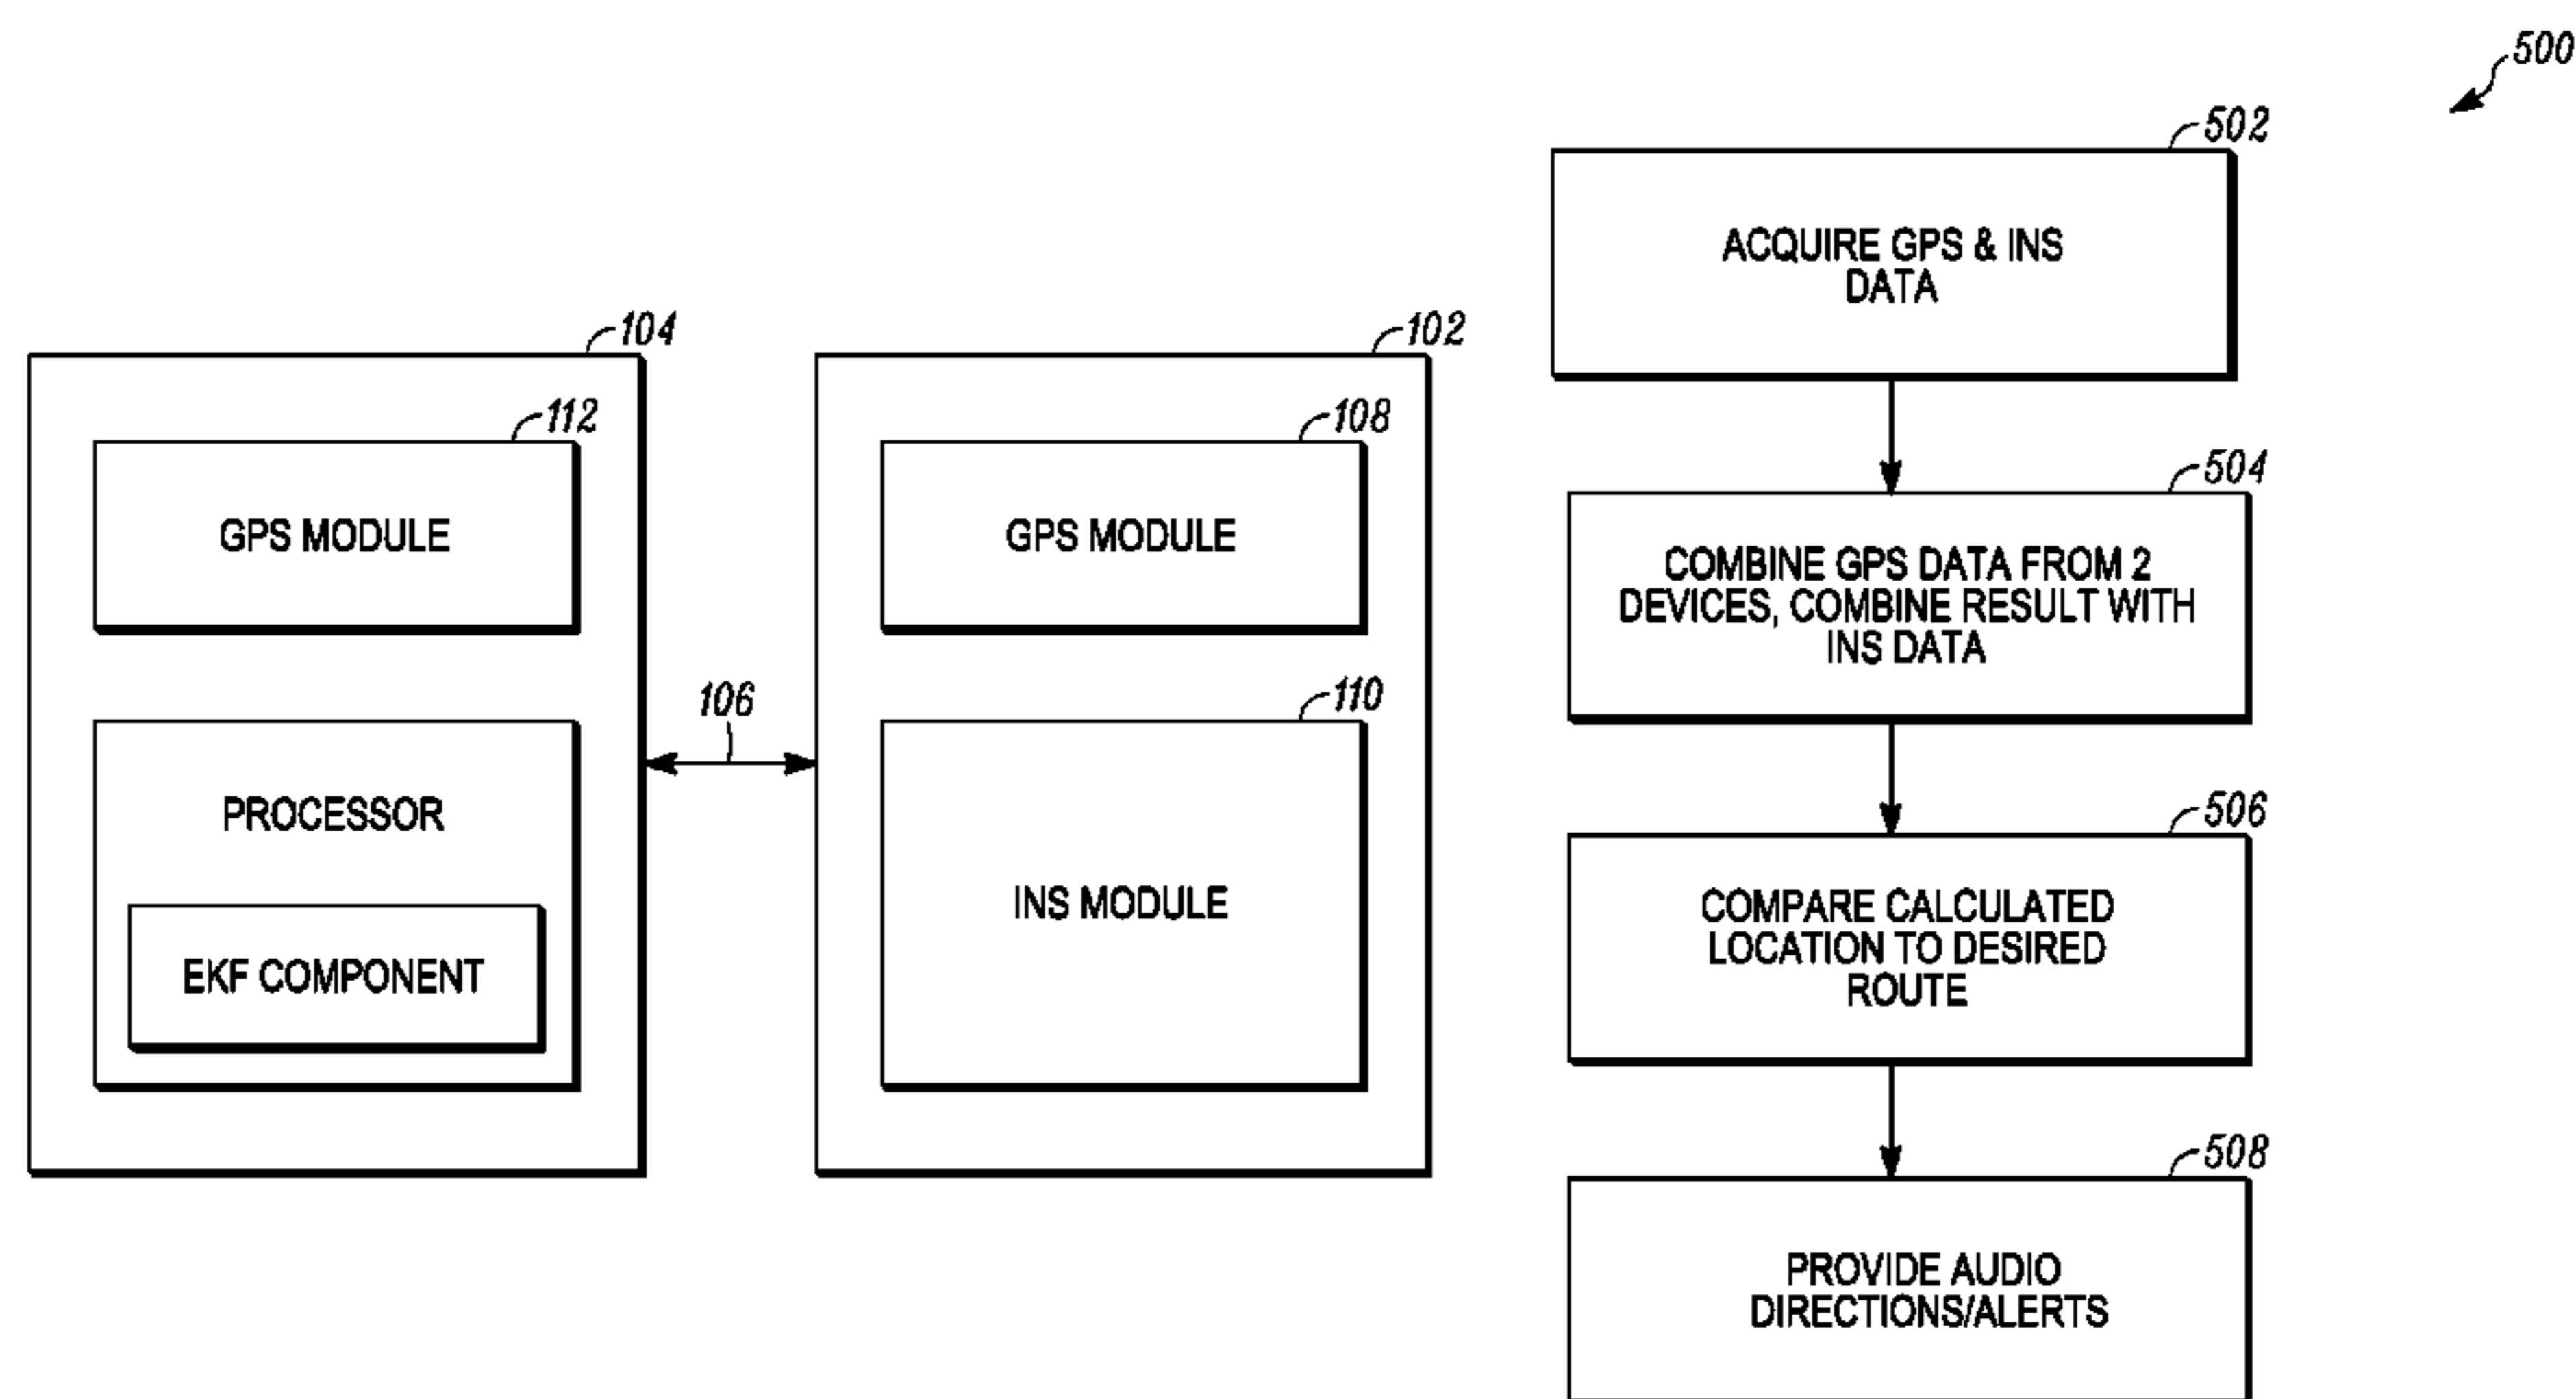 104
112
GPS MODULE
PROCESSOR
EKF COMPONENT
106
102
108
GPS MODULE
110
INS MODULE
500
502
ACQUIRE GPS & INS
DATA
504
COMBINE GPS DATA FROM 2
DEVICES, COMBINE RESULT WITH
INS DATA
506
COMPARE CALCULATED
LOCATION TO DESIRED
ROUTE
508
PROVIDE AUDIO
DIRECTIONS/ALERTS